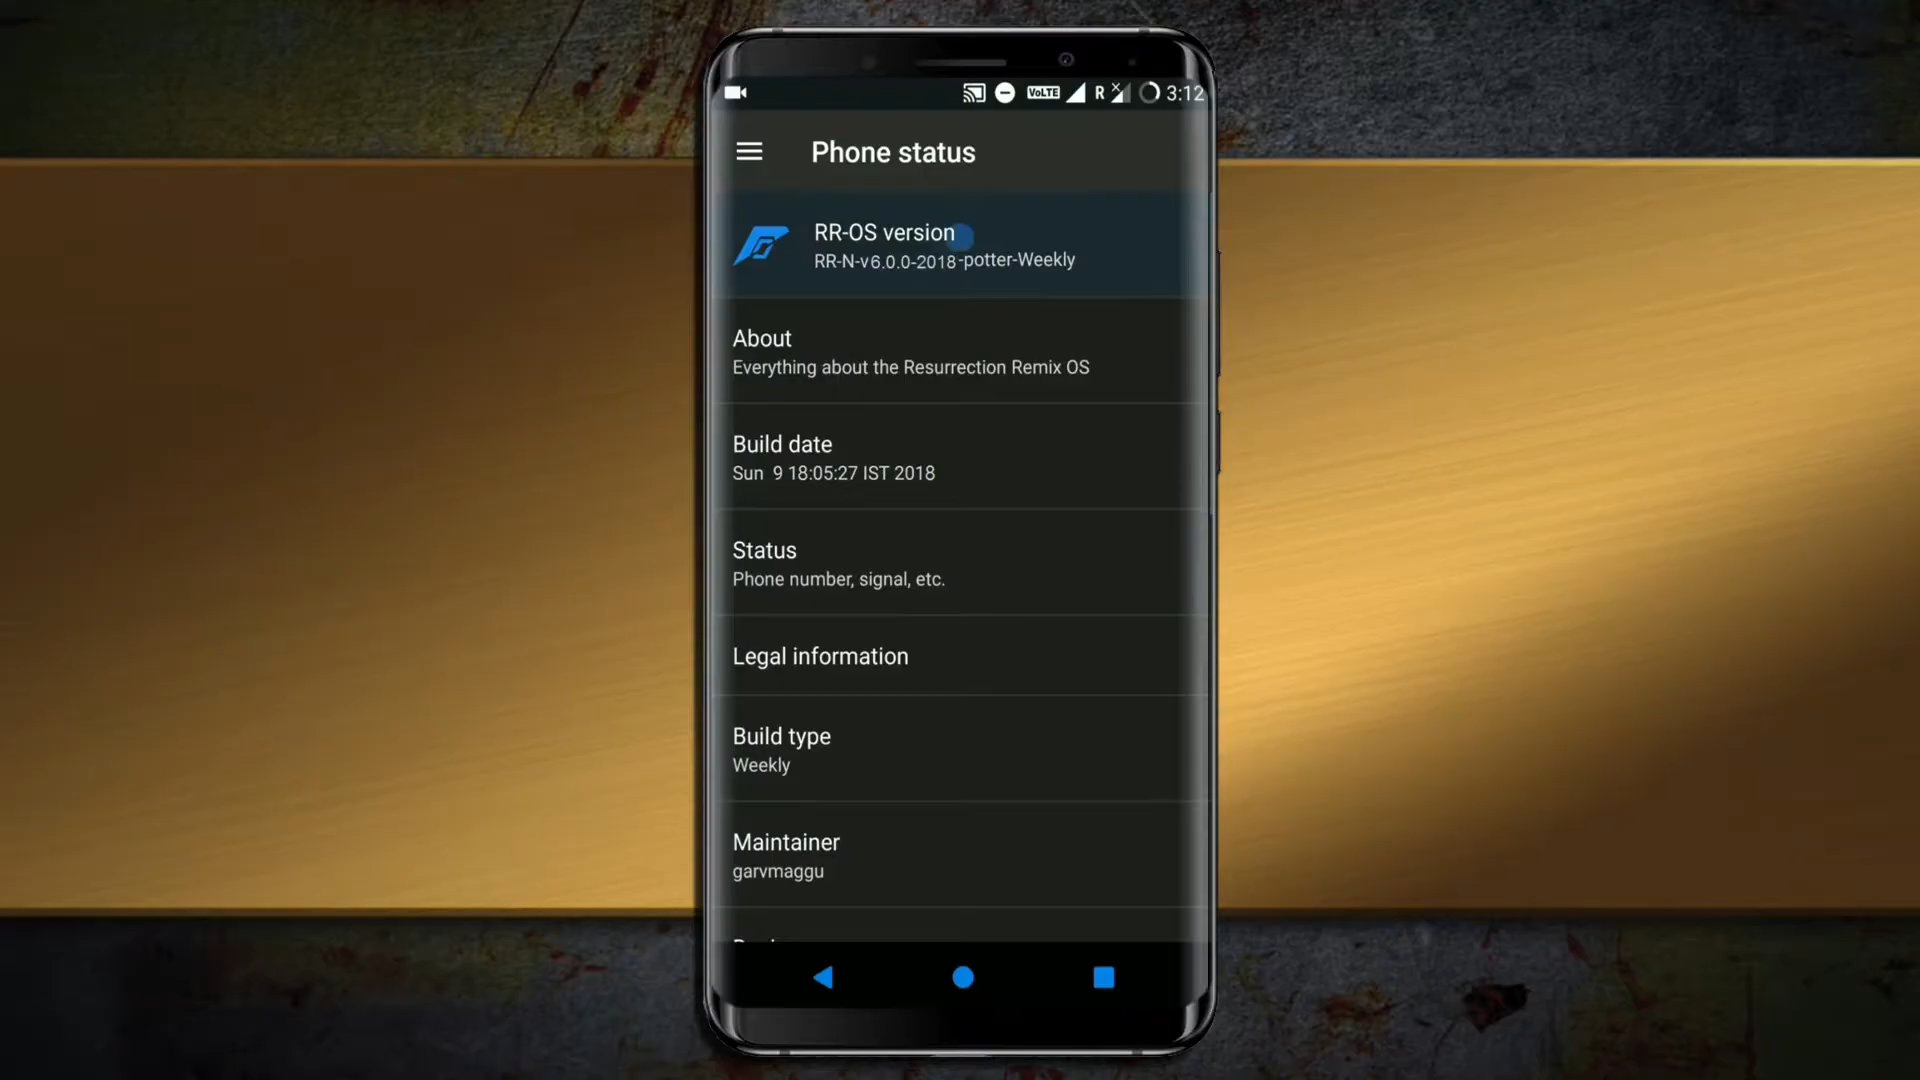 VoLTE R 3:12
Phone status
RR-OS version
RR-N-v6.0.0-2018-potter-Weekly
About
Everything about the Resurrection Remix OS
Build date
Sun 9 18:05:27 IST 2018
Status
Phone number, signal, etc.
Legal information
Build type
Weekly
Maintainer
garvmaggu